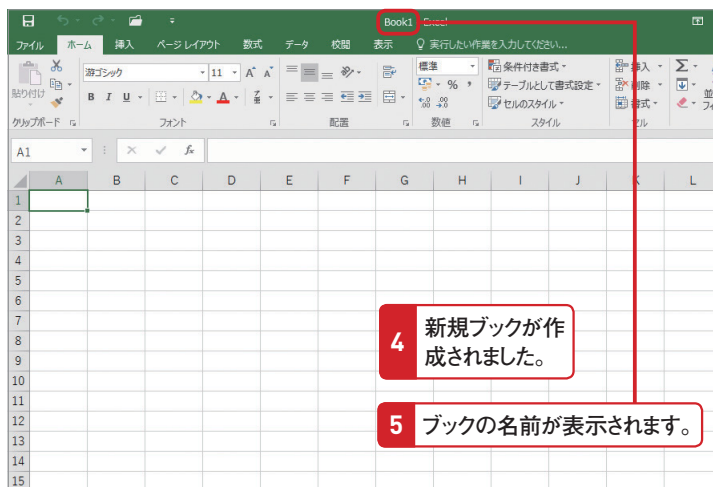 Book1 - Excel
ファイル ホーム 挿入 ページレイアウト 数式 データ 校閲 表示 実行したい作業を入力してください...
貼り付け
游ゴシック 11 A A
B I U A
標準
% ,
条件付き書式
テーブルとして書式設定
セルのスタイル
挿入
削除
書式
Σ
クリップボード フォント 配置 数値 スタイル セル
A1 fx
A B C D E F G H I J K L
1
2
3
4
5
6
7
8
9
10
11
12
13
14
15
4 新規ブックが作
成されました。
5 ブックの名前が表示されます。